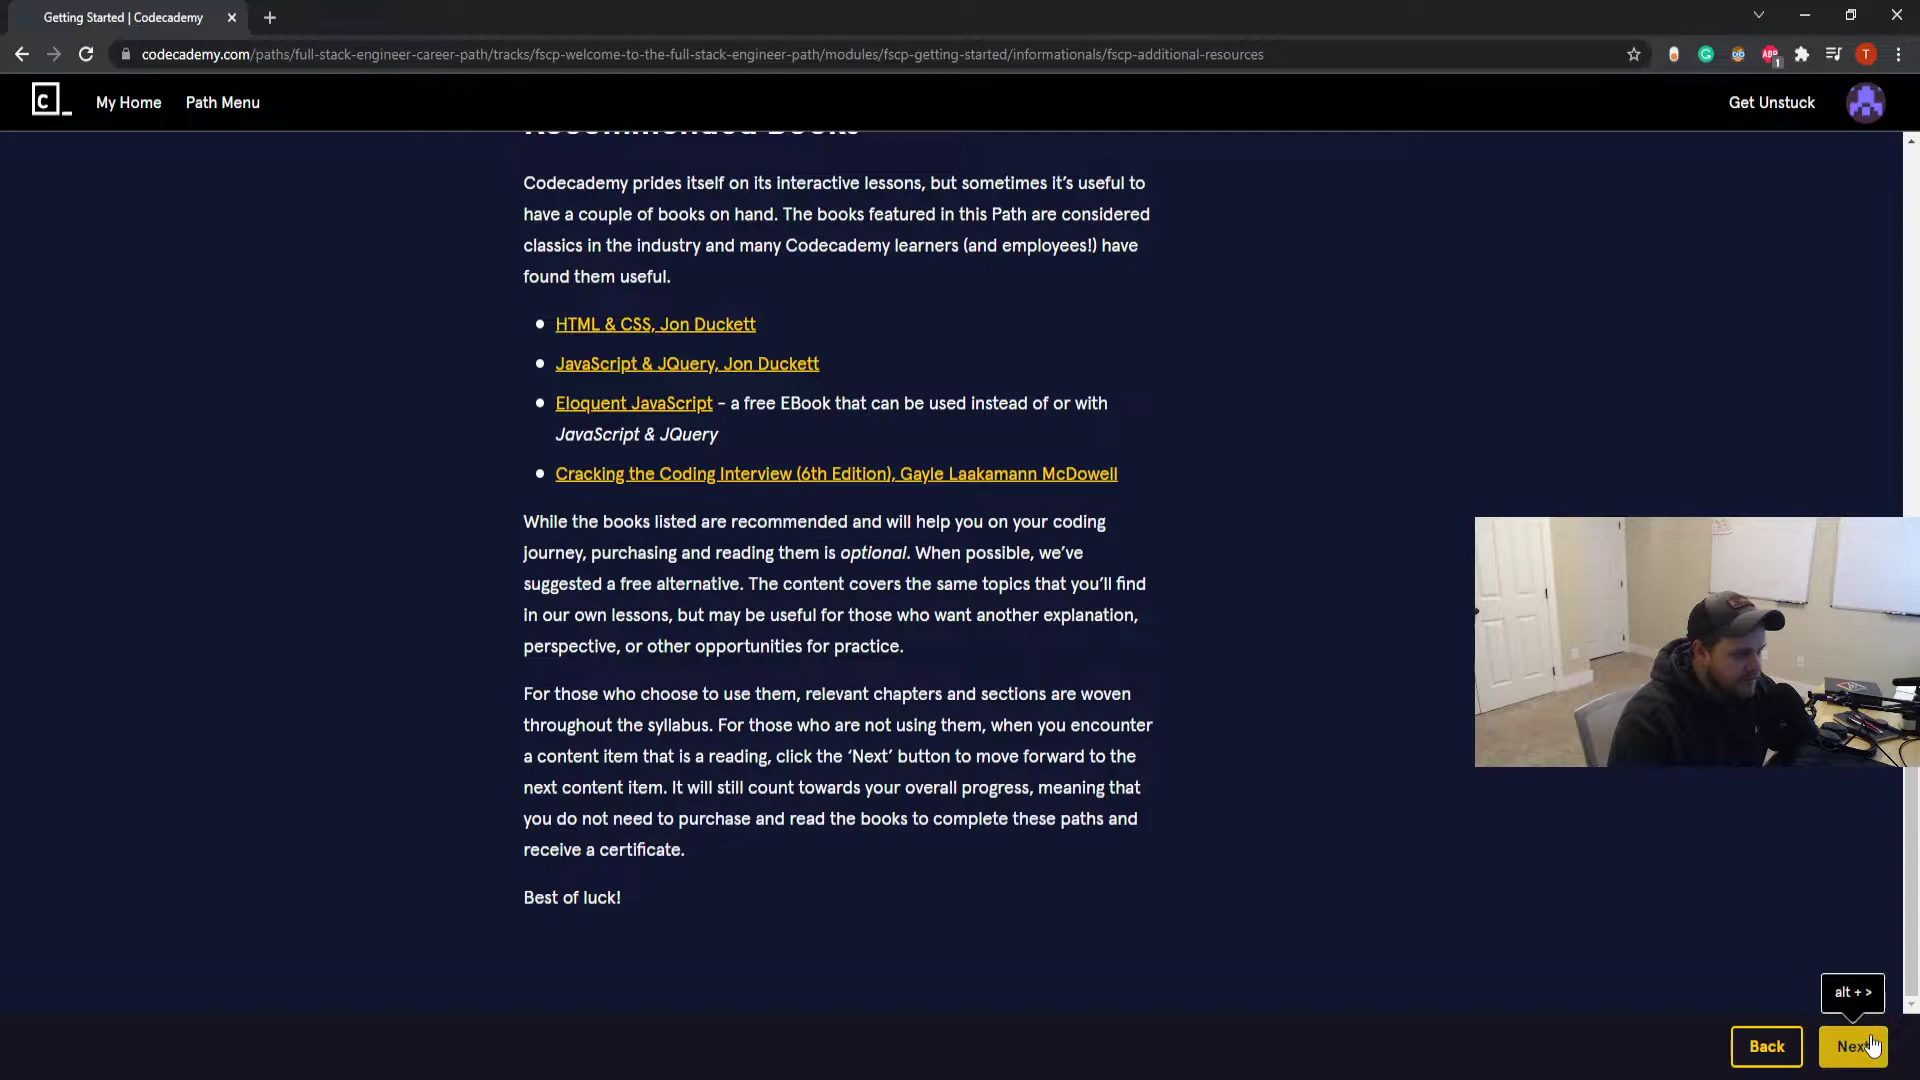 Getting Started | Codecademy
codecademy.com/paths/full-stack-engineer-career-path/tracks/fscp-welcome-to-the-full-stack-engineer-path/modules/fscp-getting-started/informationals/fscp-additional-resources
ABP
1
T
C_
My Home
Path Menu
Get Unstuck
Recommended Books
Codecademy prides itself on its interactive lessons, but sometimes it’s useful to
have a couple of books on hand. The books featured in this Path are considered
classics in the industry and many Codecademy learners (and employees!) have
found them useful.
HTML & CSS, Jon Duckett
JavaScript & JQuery, Jon Duckett
Eloquent JavaScript - a free EBook that can be used instead of or with
JavaScript & JQuery
Cracking the Coding Interview (6th Edition), Gayle Laakamann McDowell
While the books listed are recommended and will help you on your coding
journey, purchasing and reading them is optional. When possible, we’ve
suggested a free alternative. The content covers the same topics that you’ll find
in our own lessons, but may be useful for those who want another explanation,
perspective, or other opportunities for practice.
For those who choose to use them, relevant chapters and sections are woven
throughout the syllabus. For those who are not using them, when you encounter
a content item that is a reading, click the ‘Next’ button to move forward to the
next content item. It will still count towards your overall progress, meaning that
you do not need to purchase and read the books to complete these paths and
receive a certificate.
Best of luck!
alt + >
Back
Next